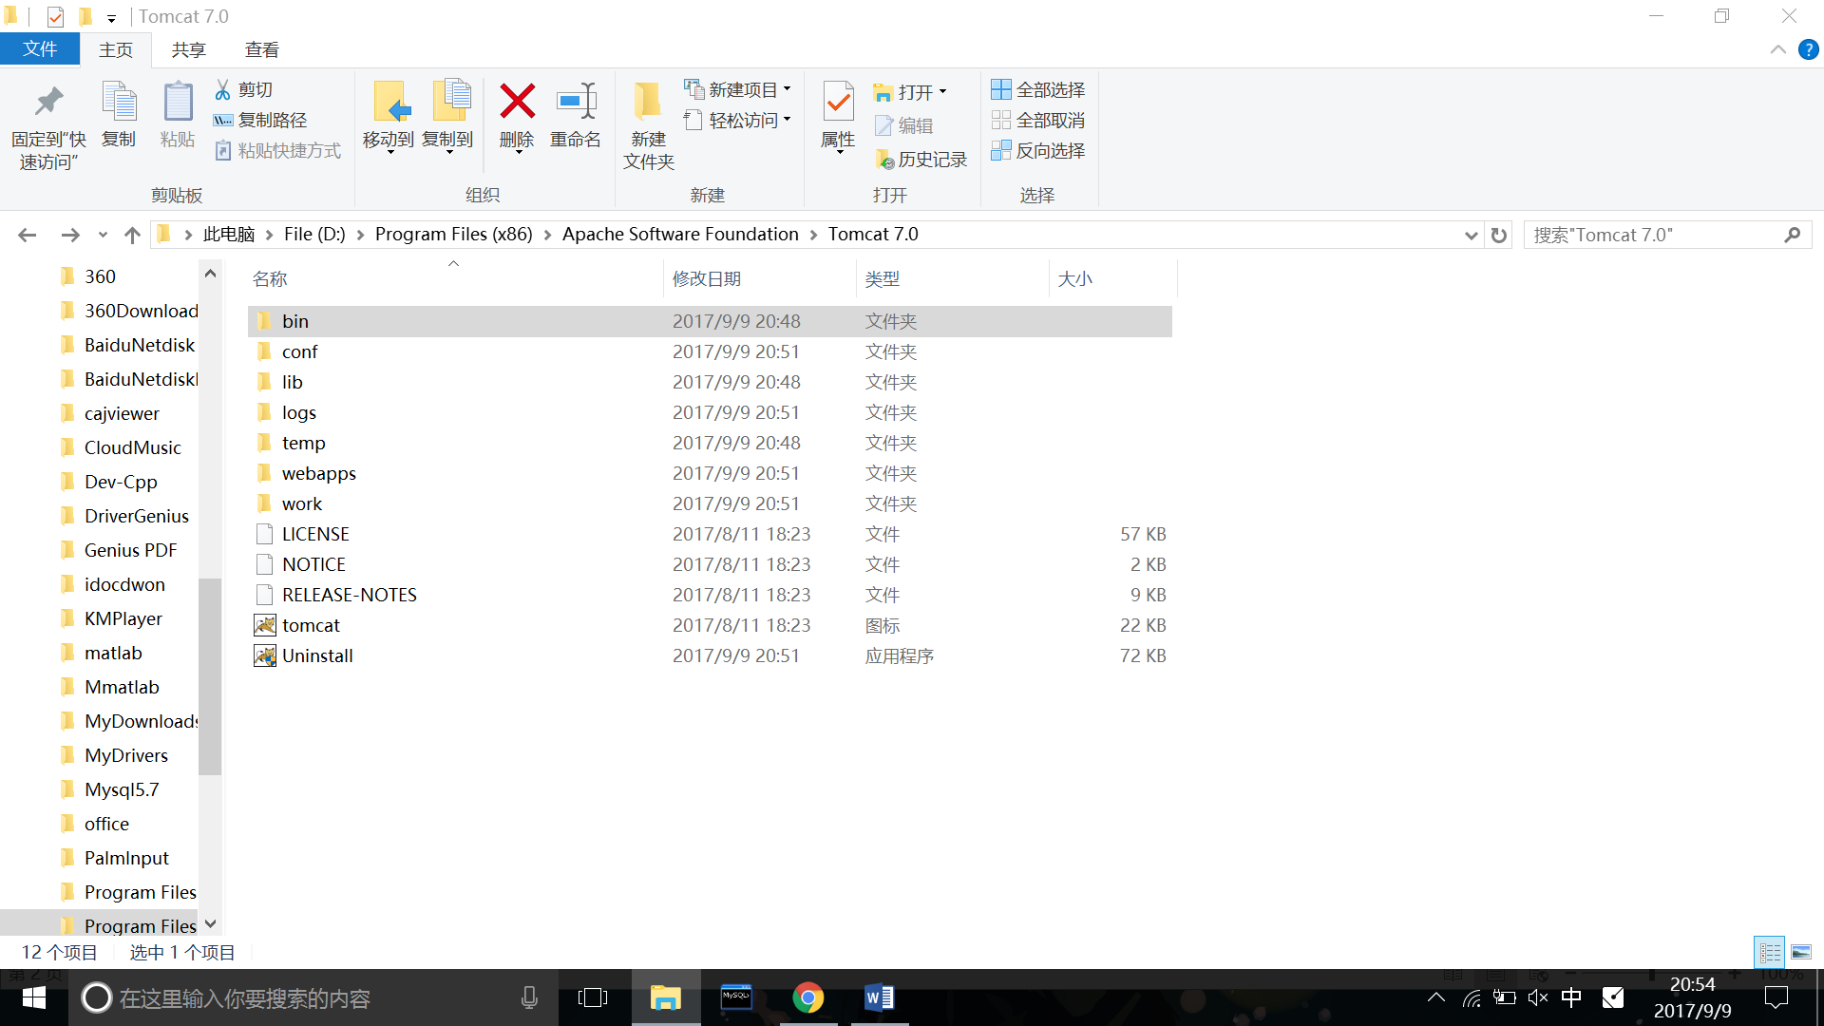 Tomcat 7.0
文件 主页 共享 查看
固定到"快速访问"
复制
粘贴
剪切
复制路径
粘贴快捷方式
剪贴板
移动到
复制到
删除
重命名
组织
新建
文件夹
新建项目
轻松访问
新建
属性
打开
编辑
历史记录
打开
全部选择
全部取消
反向选择
选择
此电脑 File (D:) Program Files (x86) Apache Software Foundation Tomcat 7.0
搜索"Tomcat 7.0"
360
360Download
BaiduNetdisk
BaiduNetdiskl
cajviewer
CloudMusic
Dev-Cpp
DriverGenius
Genius PDF
idocdwon
KMPlayer
matlab
Mmatlab
MyDownloads
MyDrivers
Mysql5.7
office
PalmInput
Program Files
Program Files
名称 修改日期 类型 大小
bin 2017/9/9 20:48 文件夹
conf 2017/9/9 20:51 文件夹
lib 2017/9/9 20:48 文件夹
logs 2017/9/9 20:51 文件夹
temp 2017/9/9 20:48 文件夹
webapps 2017/9/9 20:51 文件夹
work 2017/9/9 20:51 文件夹
LICENSE 2017/8/11 18:23 文件 57 KB
NOTICE 2017/8/11 18:23 文件 2 KB
RELEASE-NOTES 2017/8/11 18:23 文件 9 KB
tomcat 2017/8/11 18:23 图标 22 KB
Uninstall 2017/9/9 20:51 应用程序 72 KB
12 个项目 选中 1 个项目
在这里输入你要搜索的内容
MySQL
中
20:54
2017/9/9